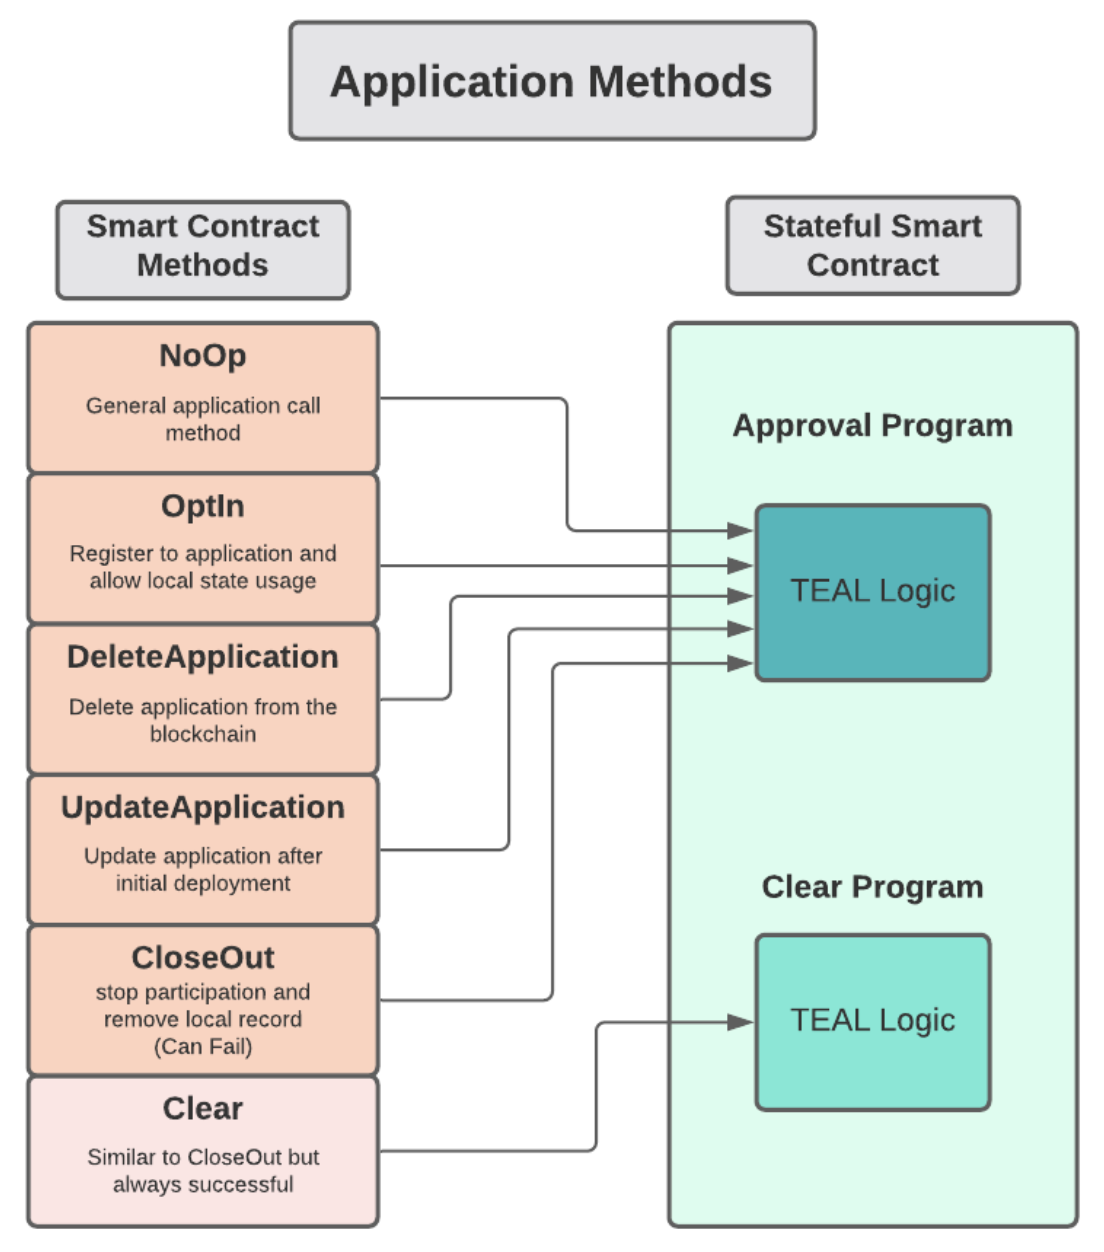 Application Methods
Smart Contract
Methods
Stateful Smart
Contract
NoOp
General application call
method
OptIn
Register to application and
allow local state usage
DeleteApplication
Delete application from the
blockchain
UpdateApplication
Update application after
initial deployment
CloseOut
stop participation and
remove local record
(Can Fail)
Clear
Similar to CloseOut but
always successful
Approval Program
TEAL Logic
Clear Program
TEAL Logic